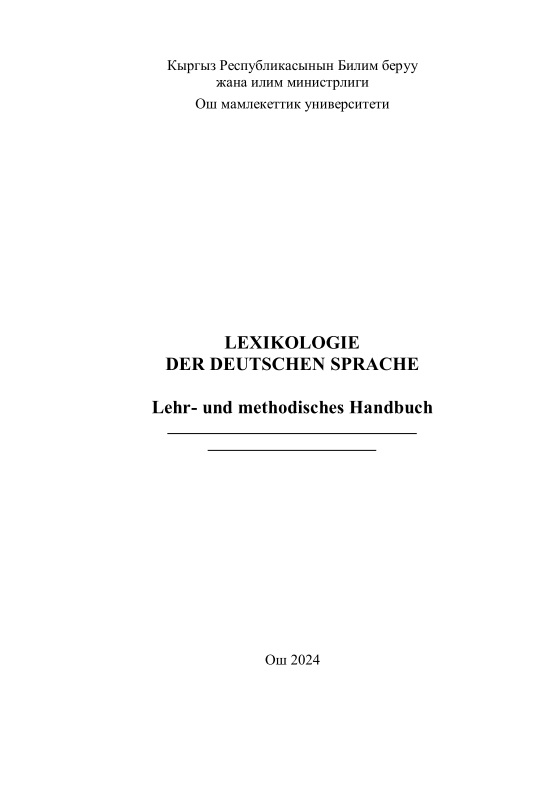 Кыргыз Республикасынын Билим беруу
жана илим министрлиги
Ош мамлекеттик университети
LEXIKOLOGIE
DER DEUTSCHEN SPRACHE
Lehr- und methodisches Handbuch
Ош 2024